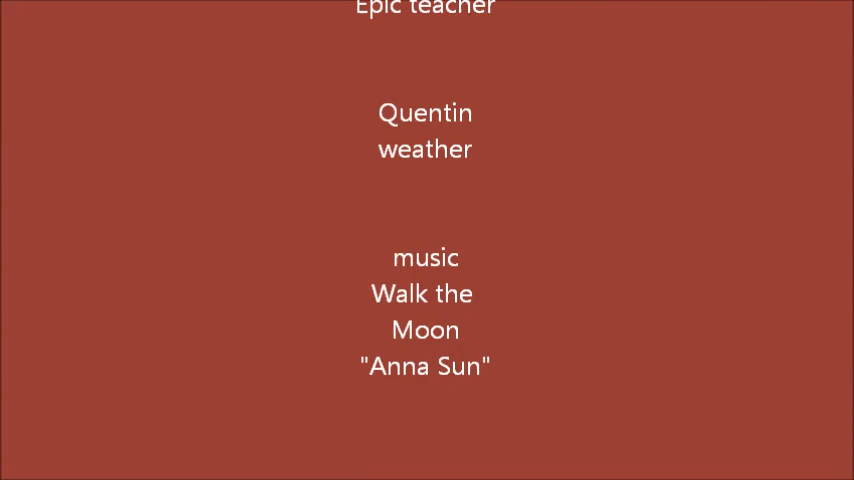 Epic teacher
Quentin
weather
music
Walk the
Moon
"Anna Sun"